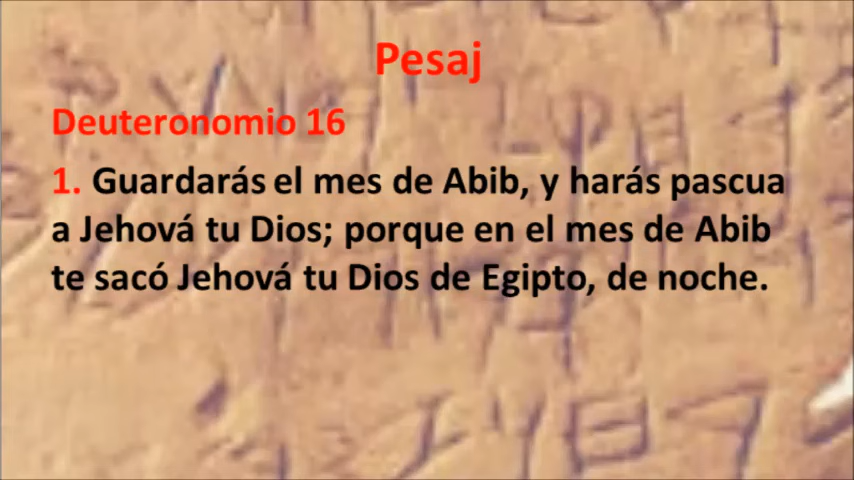 Pesaj
Deuteronomio 16
1. Guardarás el mes de Abib, y harás pascua
a Jehová tu Dios; porque en el mes de Abib
te sacó Jehová tu Dios de Egipto, de noche.